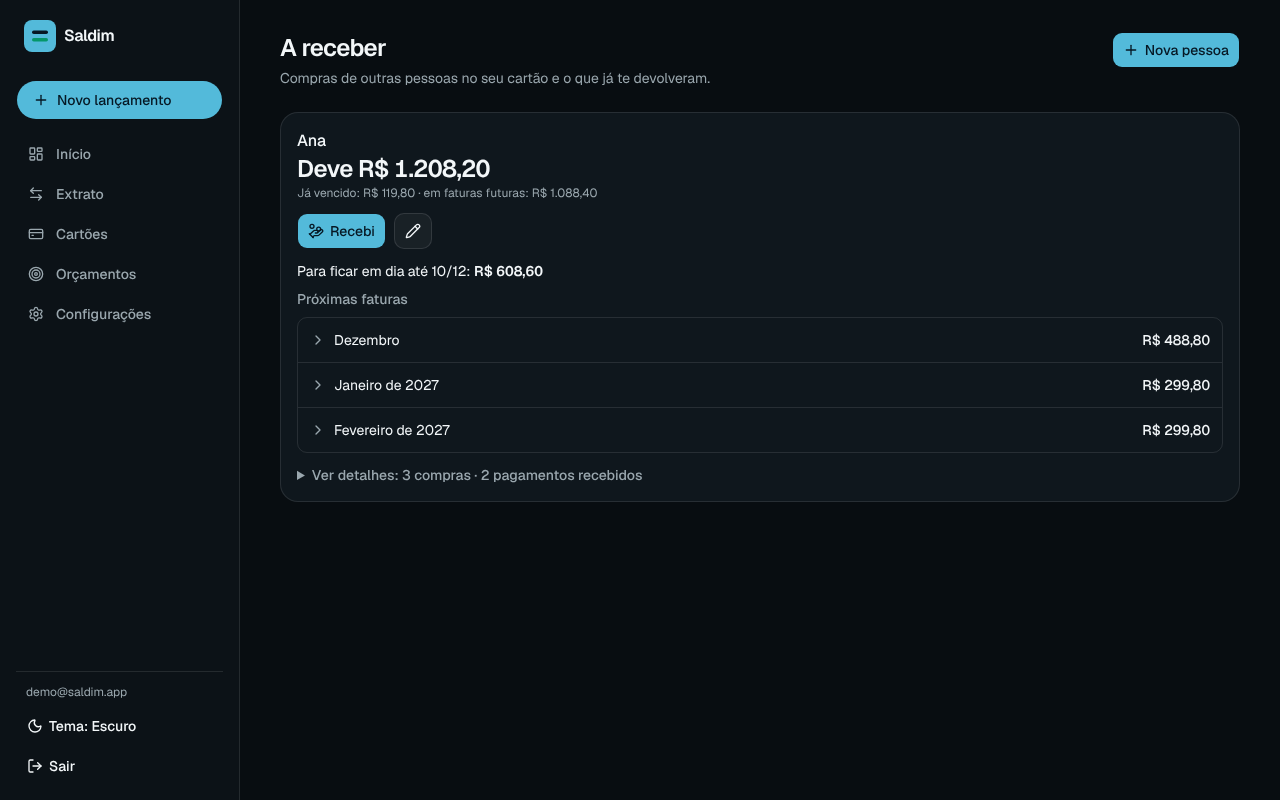 Saldim
Novo lançamento
Início
Extrato
Cartões
Orçamentos
Configurações
demo@saldim.app
Tema: Escuro
Sair
A receber
Compras de outras pessoas no seu cartão e o que já te devolveram.
Nova pessoa
Ana
Deve R$ 1.208,20
Já vencido: R$ 119,80 · em faturas futuras: R$ 1.088,40
Recebi
Para ficar em dia até 10/12: R$ 608,60
Próximas faturas
Dezembro R$ 488,80
Janeiro de 2027 R$ 299,80
Fevereiro de 2027 R$ 299,80
Ver detalhes: 3 compras · 2 pagamentos recebidos